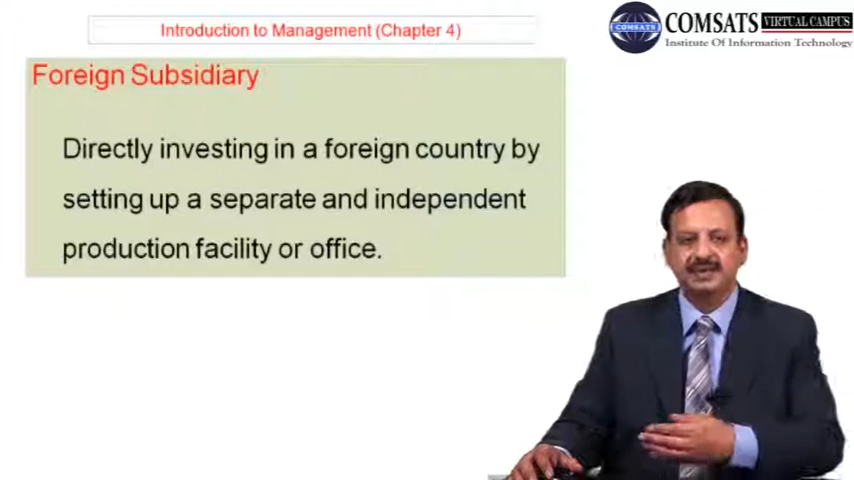 Introduction to Management (Chapter 4)
COMSATS VIRTUAL CAMPUS
Institute Of Information Technology
COMSATS
Foreign Subsidiary
Directly investing in a foreign country by
setting up a separate and independent
production facility or office.